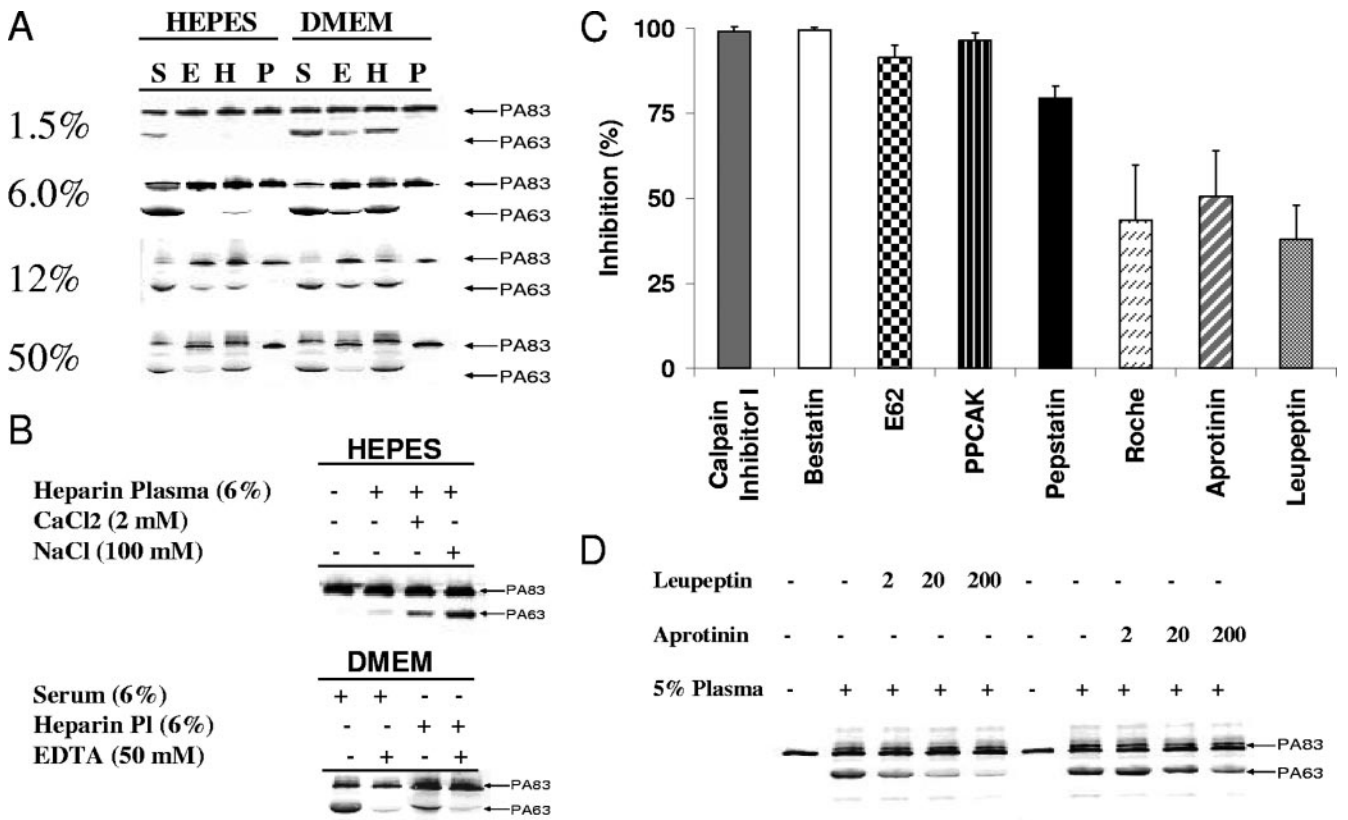 A
HEPES DMEM
S E H P S E H P
1.5%
PA83
PA63
6.0%
PA83
PA63
12%
PA83
PA63
50%
PA83
PA63
B
HEPES
Heparin Plasma (6%) - + + +
CaCl2 (2 mM) - - + -
NaCl (100 mM) - - - +
PA83
PA63
DMEM
Serum (6%) + + - -
Heparin Pl (6%) - - + +
EDTA (50 mM) - + - +
PA83
PA63
C
Inhibition (%)
100
75
50
25
0
Calpain
Inhibitor I
Bestatin
E62
PPCAK
Pepstatin
Roche
Aprotinin
Leupeptin
D
Leupeptin - - 2 20 200 - - - - -
Aprotinin - - - - - - - 2 20 200
5% Plasma - + + + + - + + + +
PA83
PA63